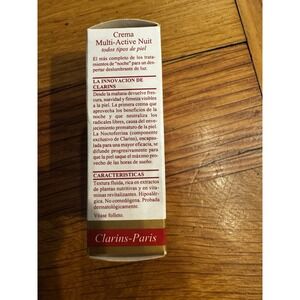 Crema
Multi-Active Nuit
todos tipos de piel
El más completo de los trata-
mientos de "noche" para un des-
pertar deslumbrante de luz.
LA INNOVACION DE
CLARINS
Desde la mañana devuelve fres-
cura, suavidad y firmeza visibles
a la piel. La primera crema que
aprovecha los beneficios de la
noche y que neutraliza los
radicales libres, causa del enve-
jecimiento prematuro de la piel.
La Noctoferrina (componente
exclusivo de Clarins), encapsu-
lada para una mayor eficacia, se
difunde progresivamente para
que la piel saque el máximo prove-
cho de las horas de sueño.
CARACTERISTICAS
Textura fluida, rica en extractos
de plantas nutritivas y en vita-
minas revitalizantes. Hipoalér-
gica. No comedógena. Probada
dermatológicamente.
Véase folleto.
Clarins-Paris